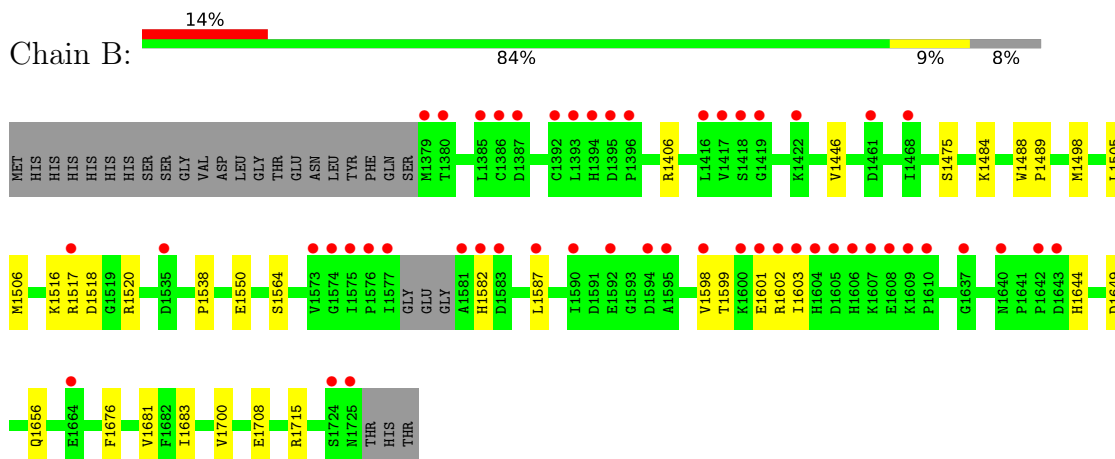 14%
Chain B:
84% 9% 8%
MET HIS HIS HIS HIS HIS HIS SER SER GLY VAL ASP LEU GLY THR GLU ASN LEU TYR PHE GLN SER M1379 T1380 L1385 C1386 D1387 C1392 L1393 H1394 D1395 P1396 R1406 L1416 V1417 S1418 G1419 K1422 V1446 D1461 I1468 S1475 K1484 W1488 P1489 M1498 L1505
M1506 K1516 R1517 D1518 G1519 R1520 D1535 P1538 E1550 S1564 V1573 G1574 I1575 P1576 I1577 GLY GLU GLY A1581 H1582 D1583 L1587 I1590 D1591 E1592 G1593 D1594 A1595 V1598 T1599 K1600 E1601 R1602 I1603 H1604 D1605 H1606 K1607 E1608 K1609 P1610 G1637 N1640 P1641 P1642 D1643 H1644
Q1656 E1664 F1676 V1681 F1682 I1683 V1700 E1708 R1715 S1724 N1725 THR HIS THR